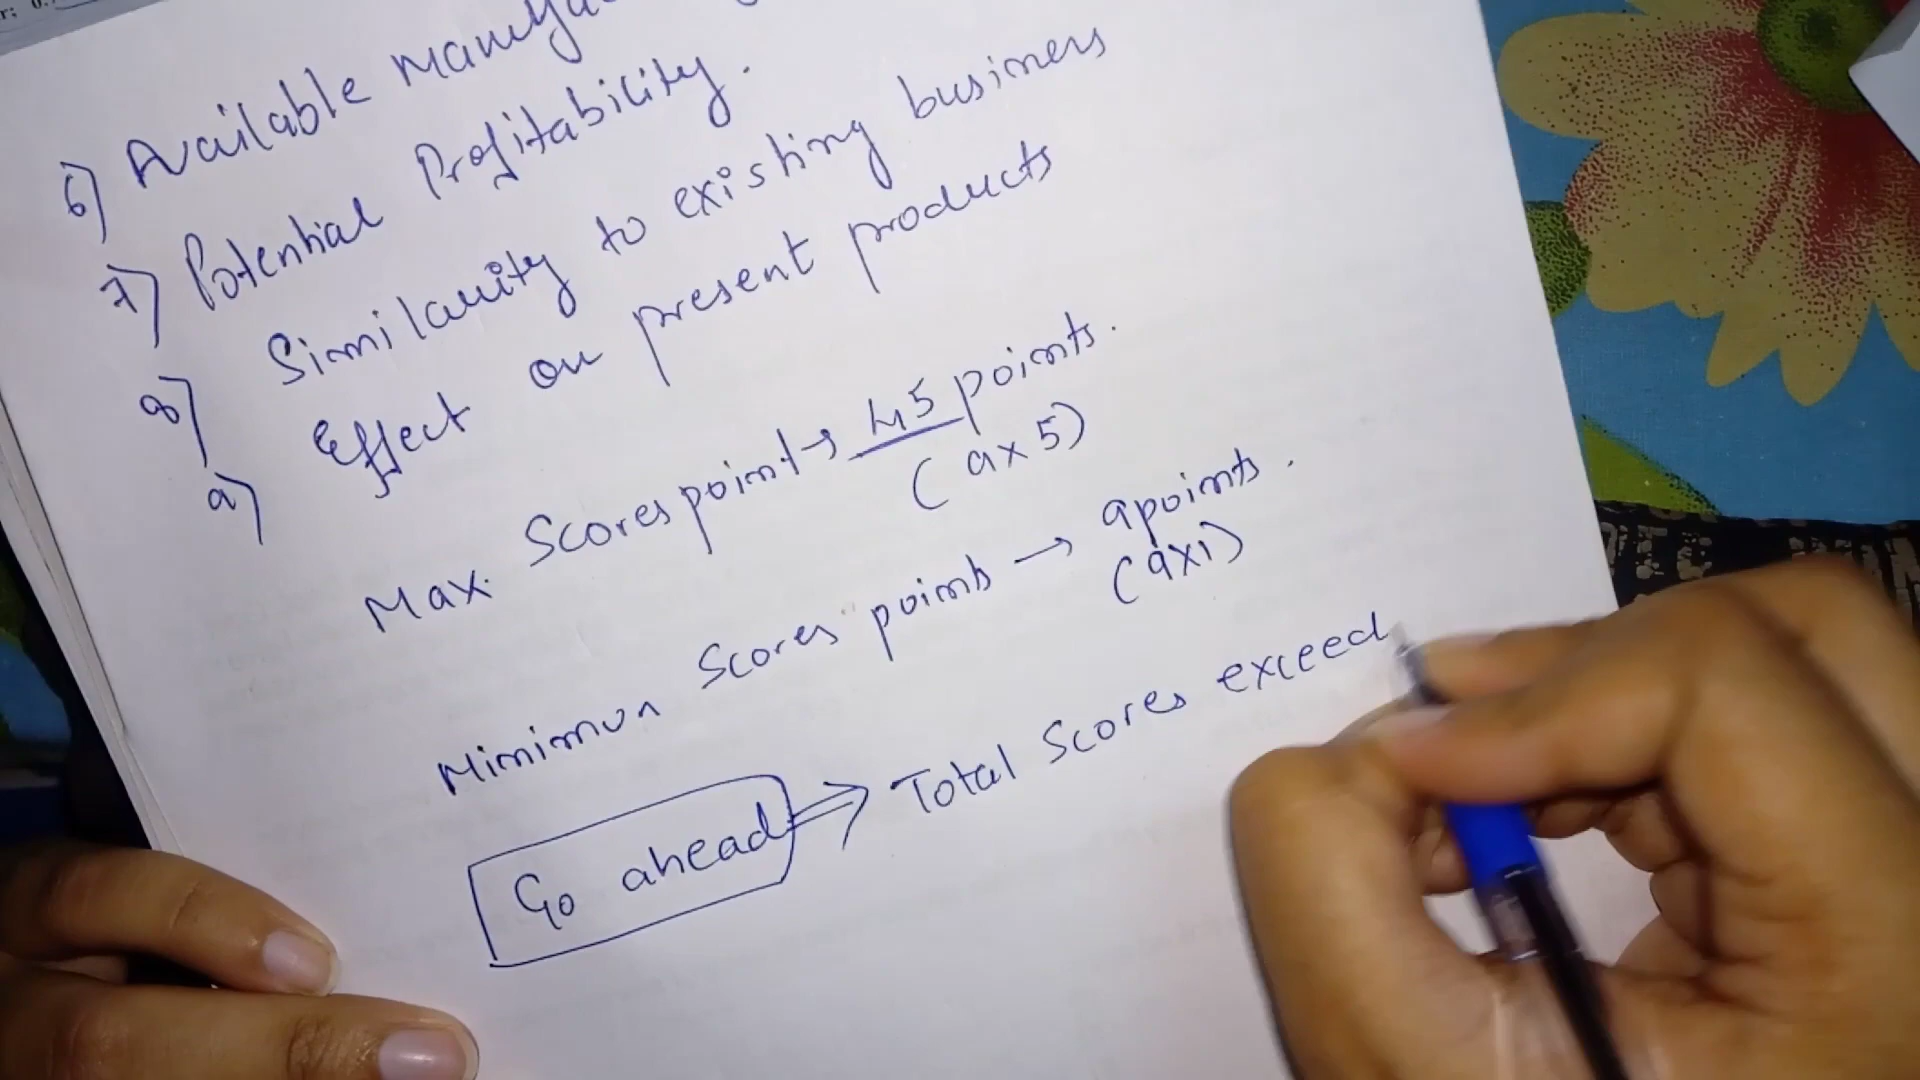 6) Available
7) Potential Profitability.
8) Similarity to existing business
9) Effect on present products
Max. Scores point → 45 points.
(9x5)
Minimum Scores points → 9 points.
(9x1)
Go ahead ⇒ Total Scores exceed